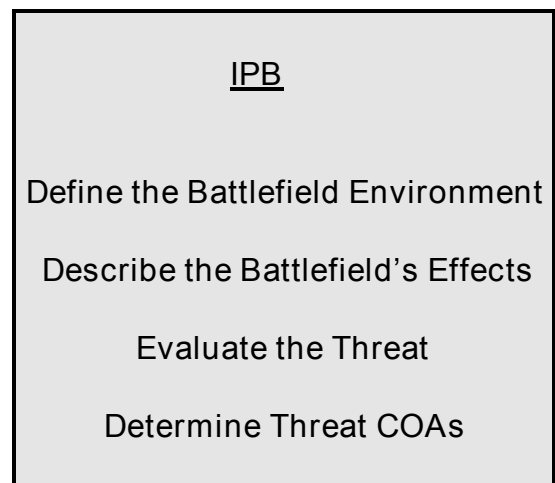 IPB
Define the Battlefield Environment
Describe the Battlefield’s Effects
Evaluate the Threat
Determine Threat COAs